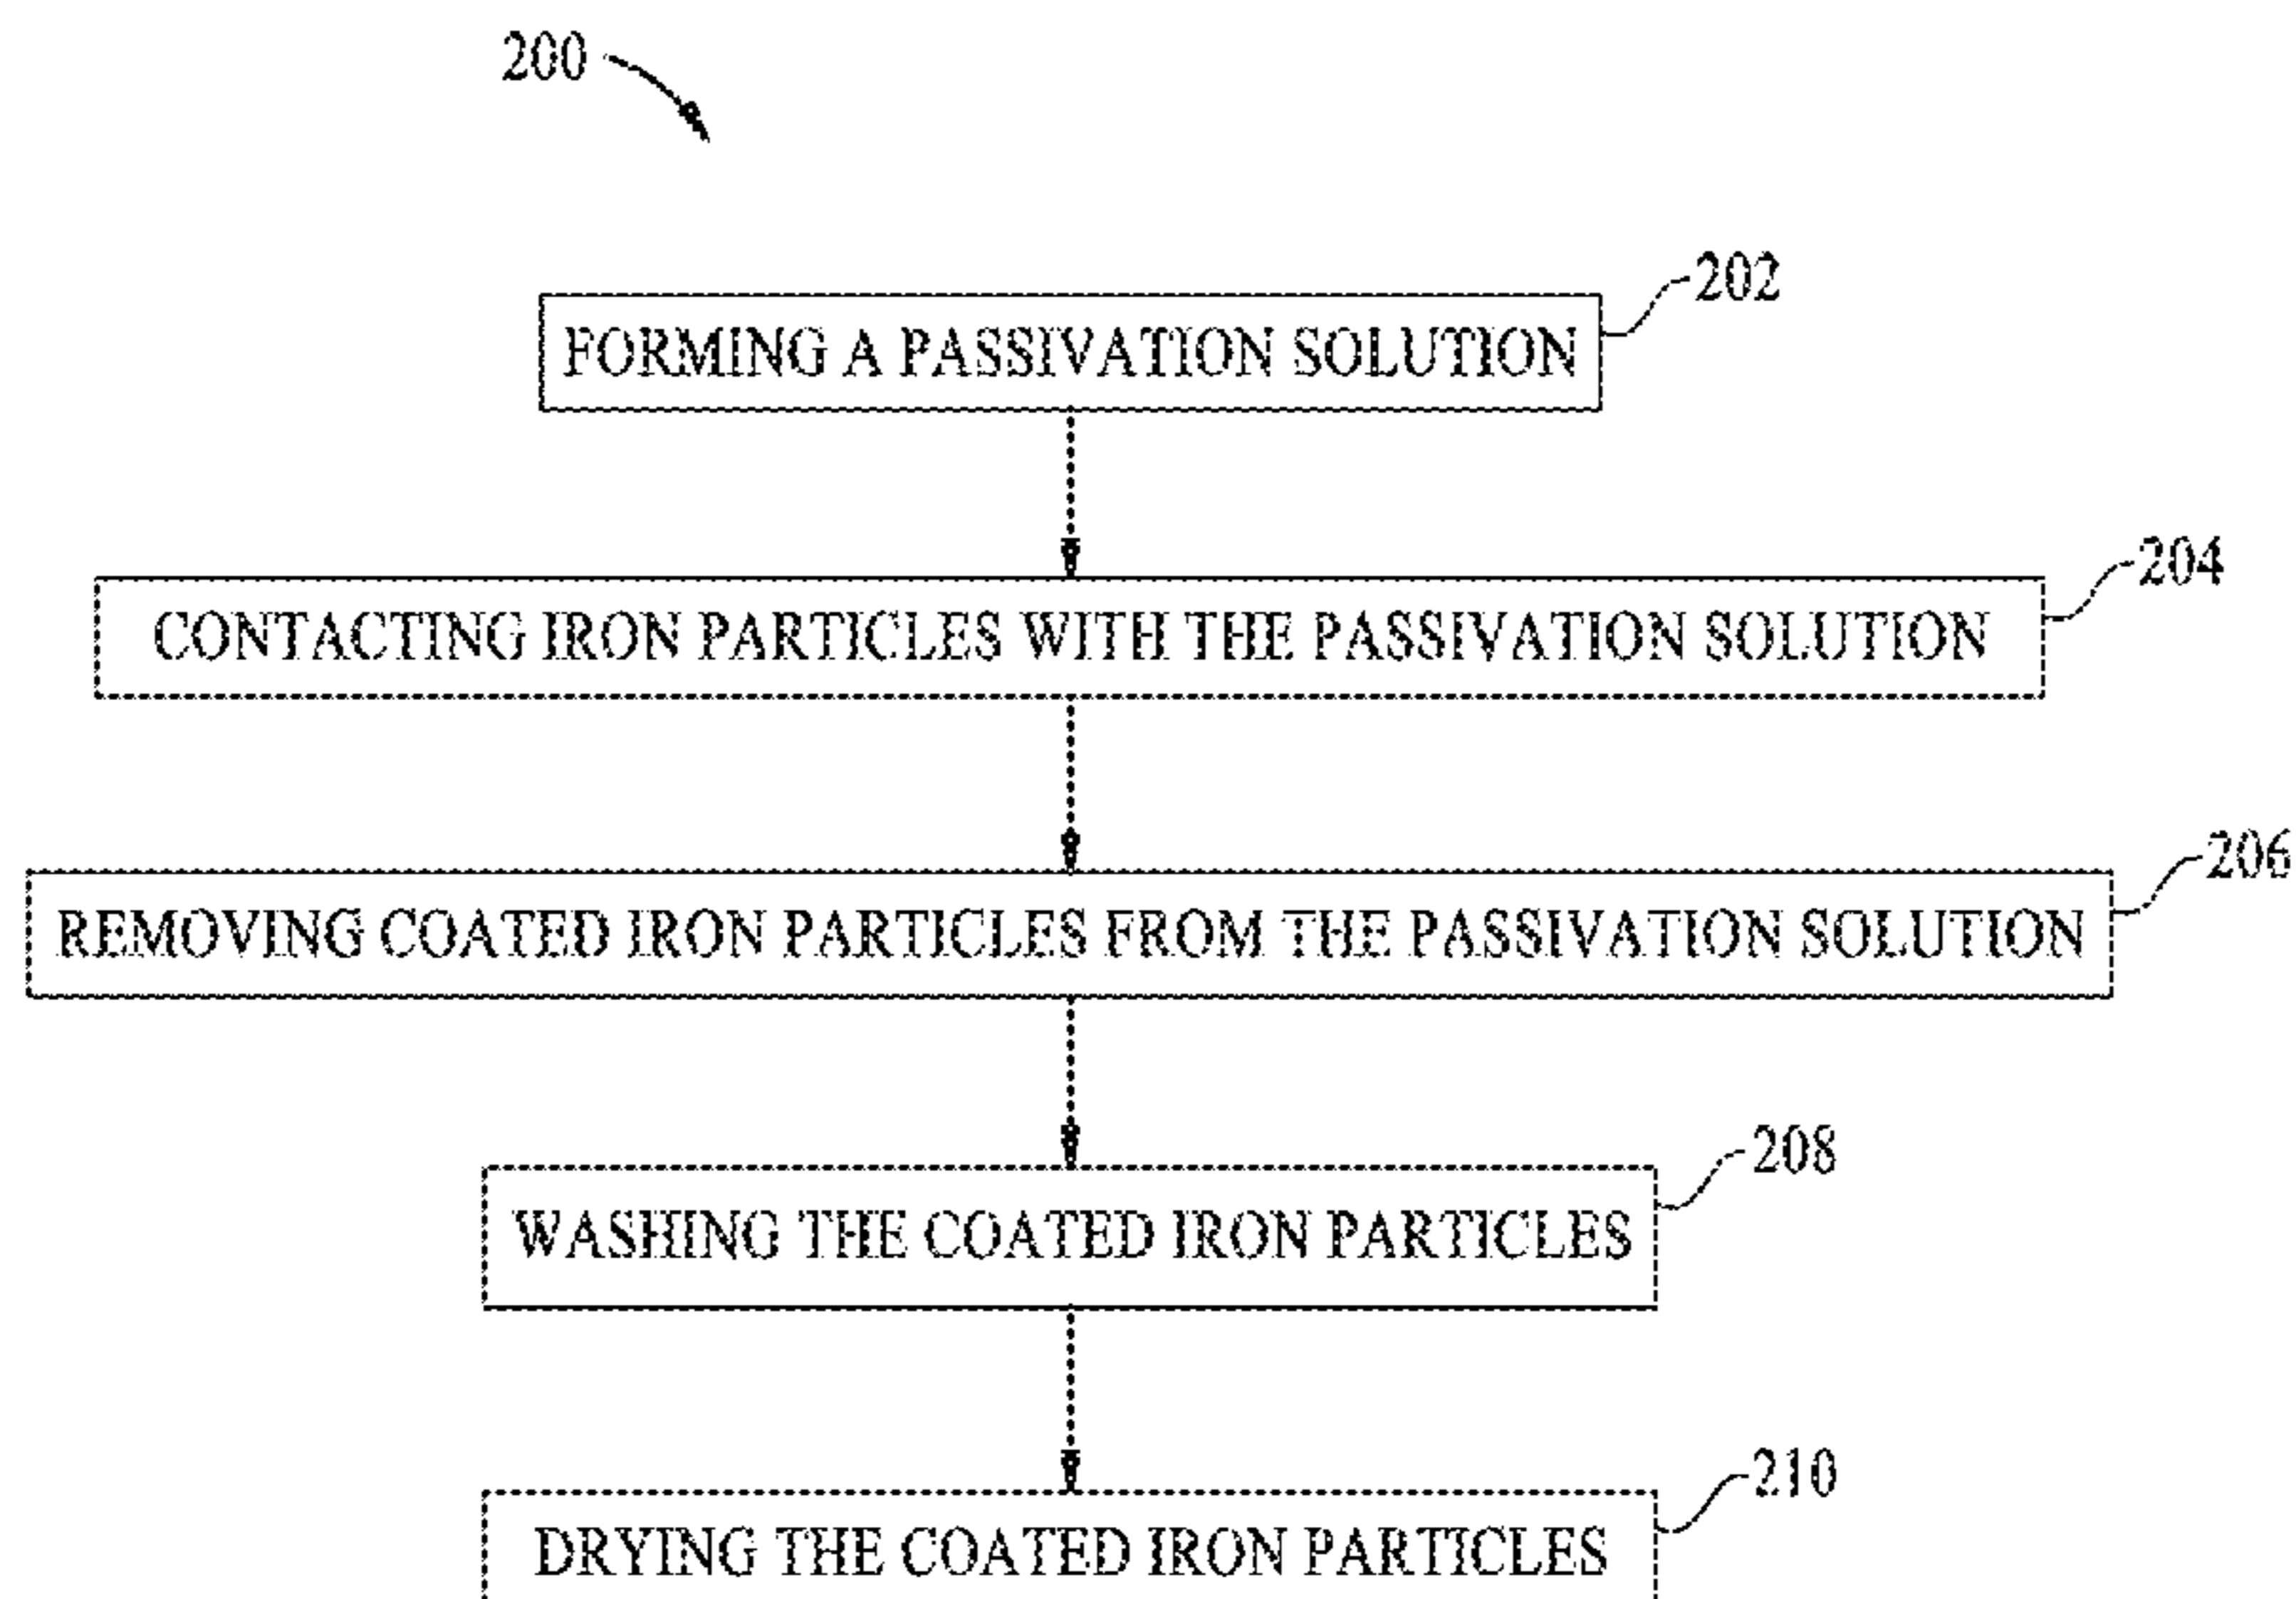 200
202
FORMING A PASSIVATION SOLUTION
204
CONTACTING IRON PARTICLES WITH THE PASSIVATION SOLUTION
206
REMOVING COATED IRON PARTICLES FROM THE PASSIVATION SOLUTION
208
WASHING THE COATED IRON PARTICLES
210
DRYING THE COATED IRON PARTICLES